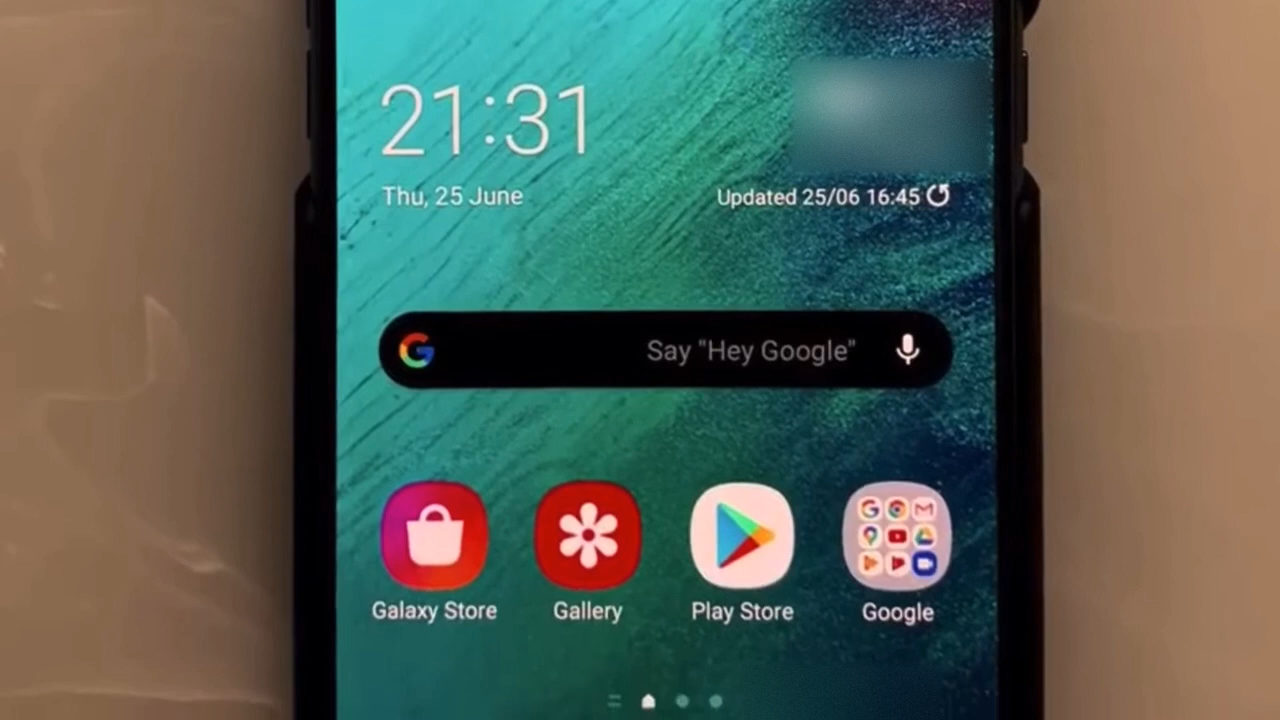 21:31
Thu, 25 June
Updated 25/06 16:45
Say "Hey Google"
Galaxy Store
Gallery
Play Store
Google